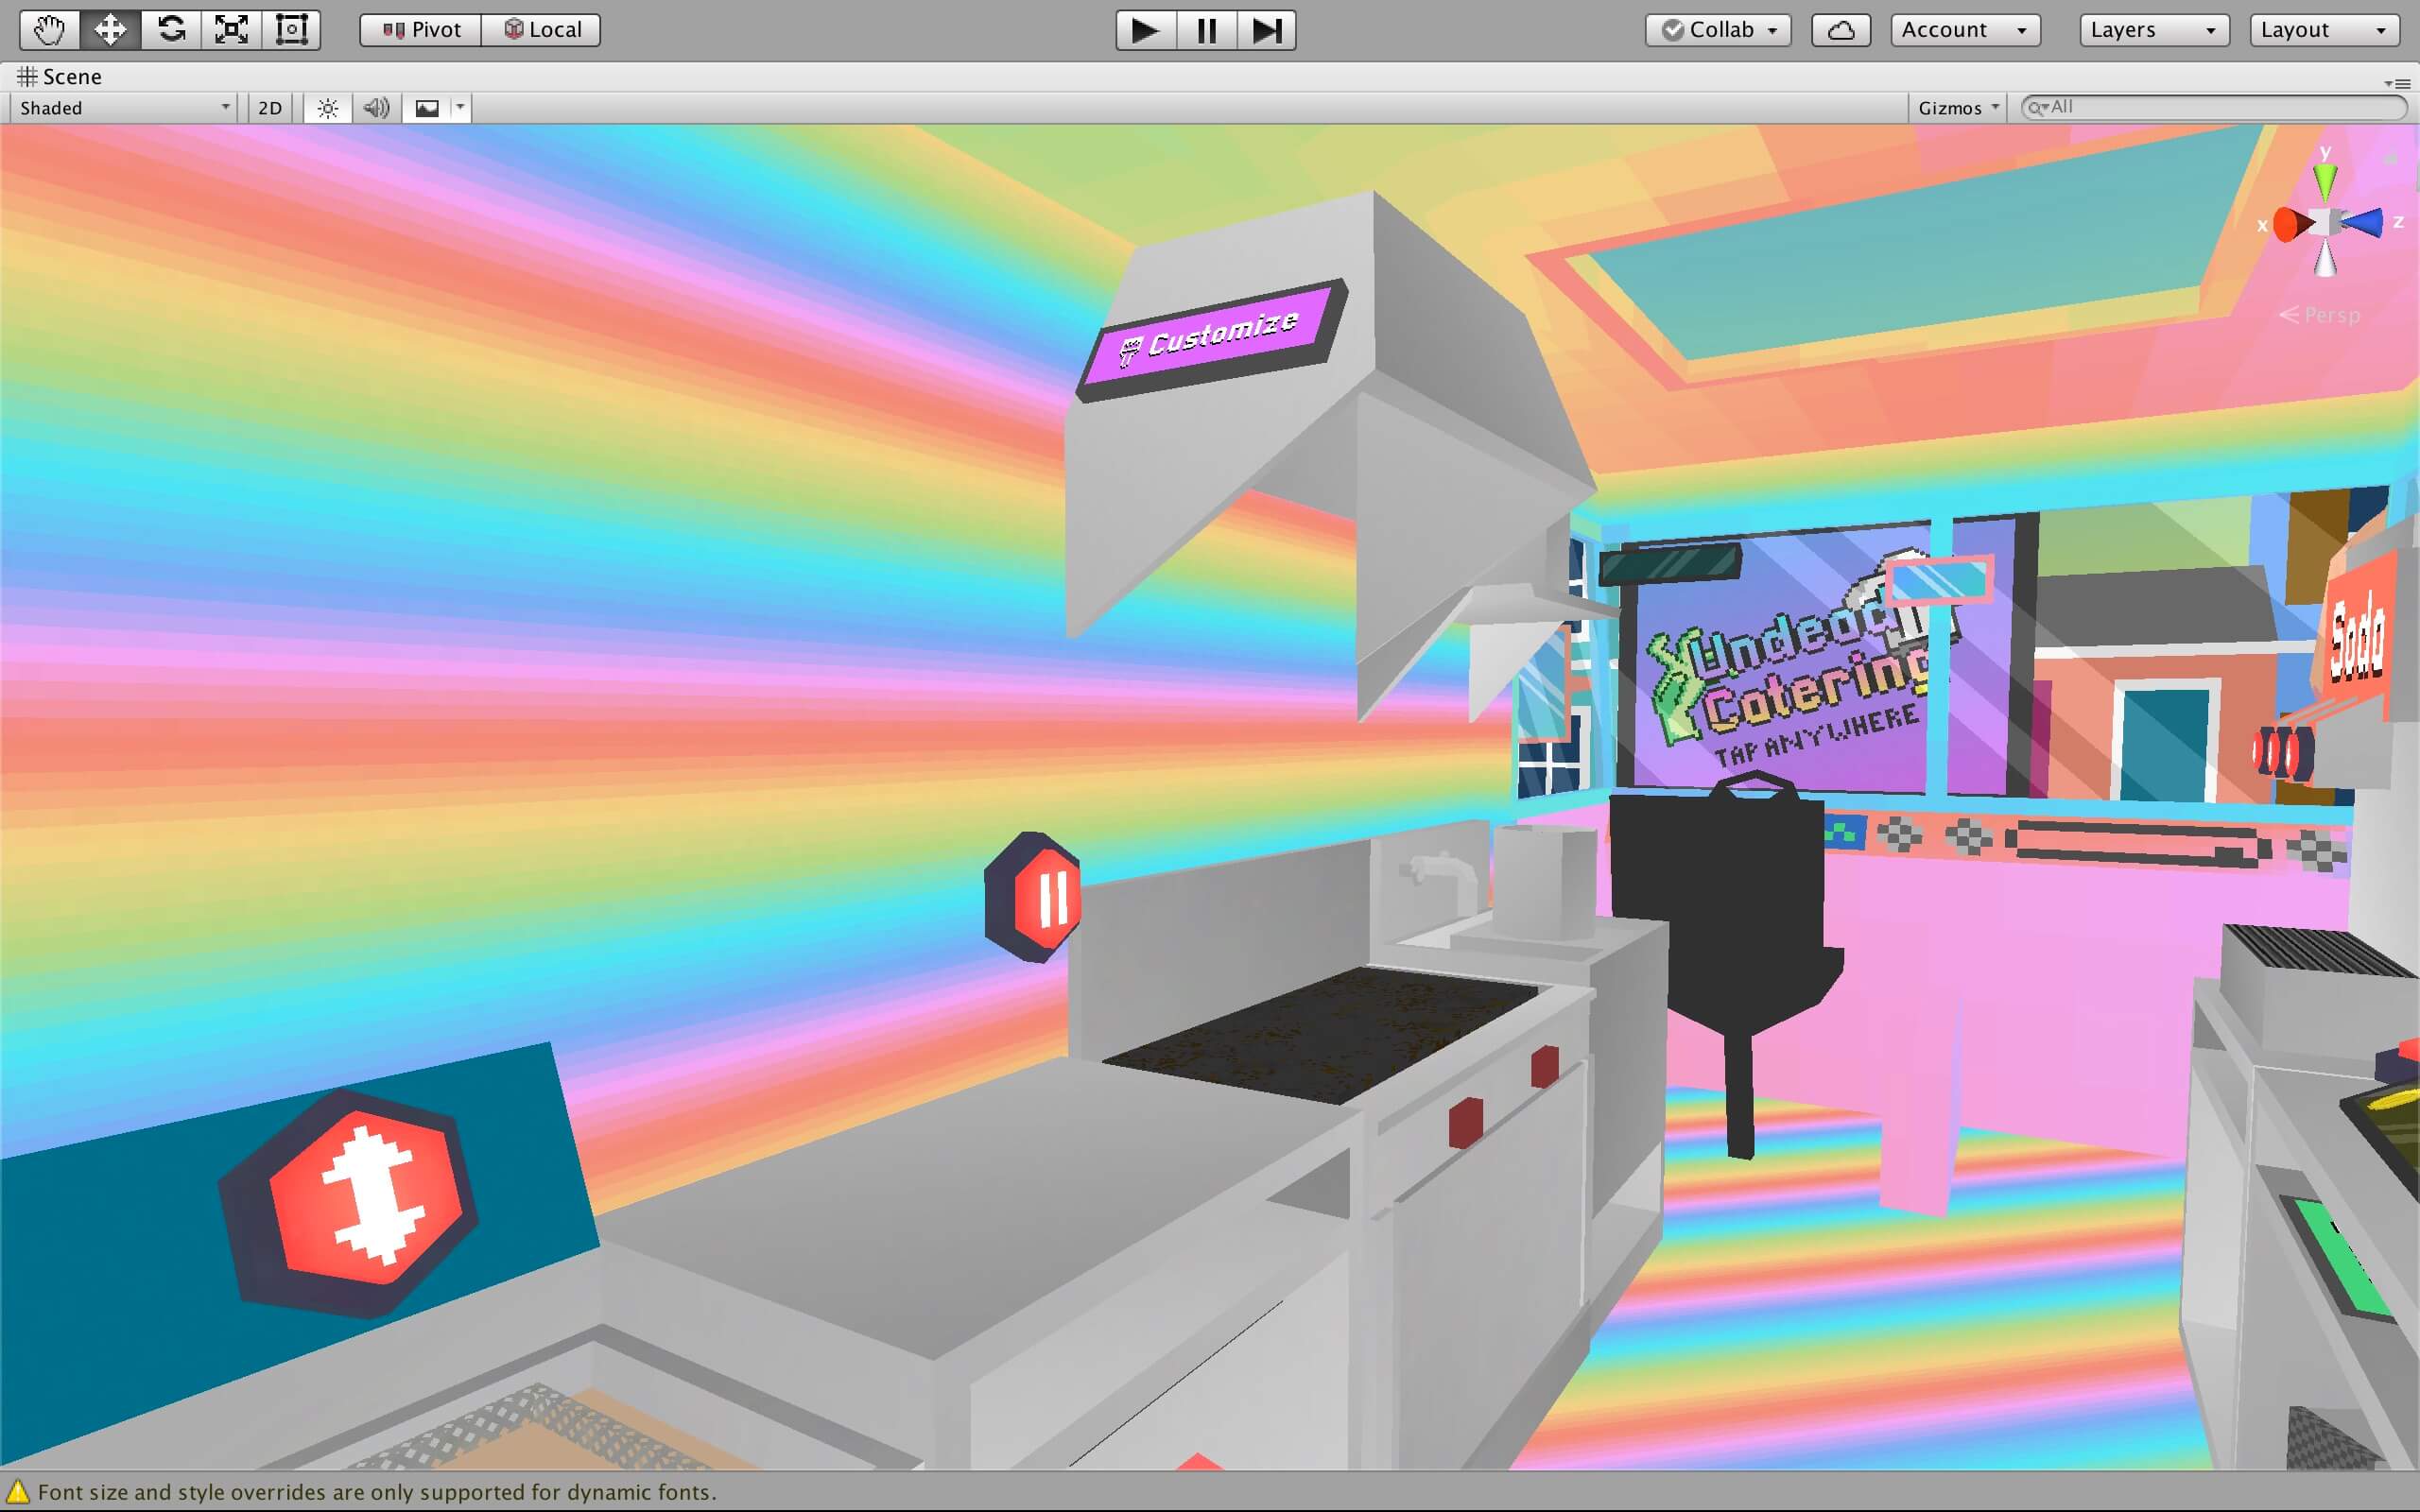 Pivot
Local
Collab
Account
Layers
Layout
Scene
Shaded
2D
Gizmos
All
y
x
z
Persp
Customize
Undead
Catering
TAP ANYWHERE
Soda
Font size and style overrides are only supported for dynamic fonts.